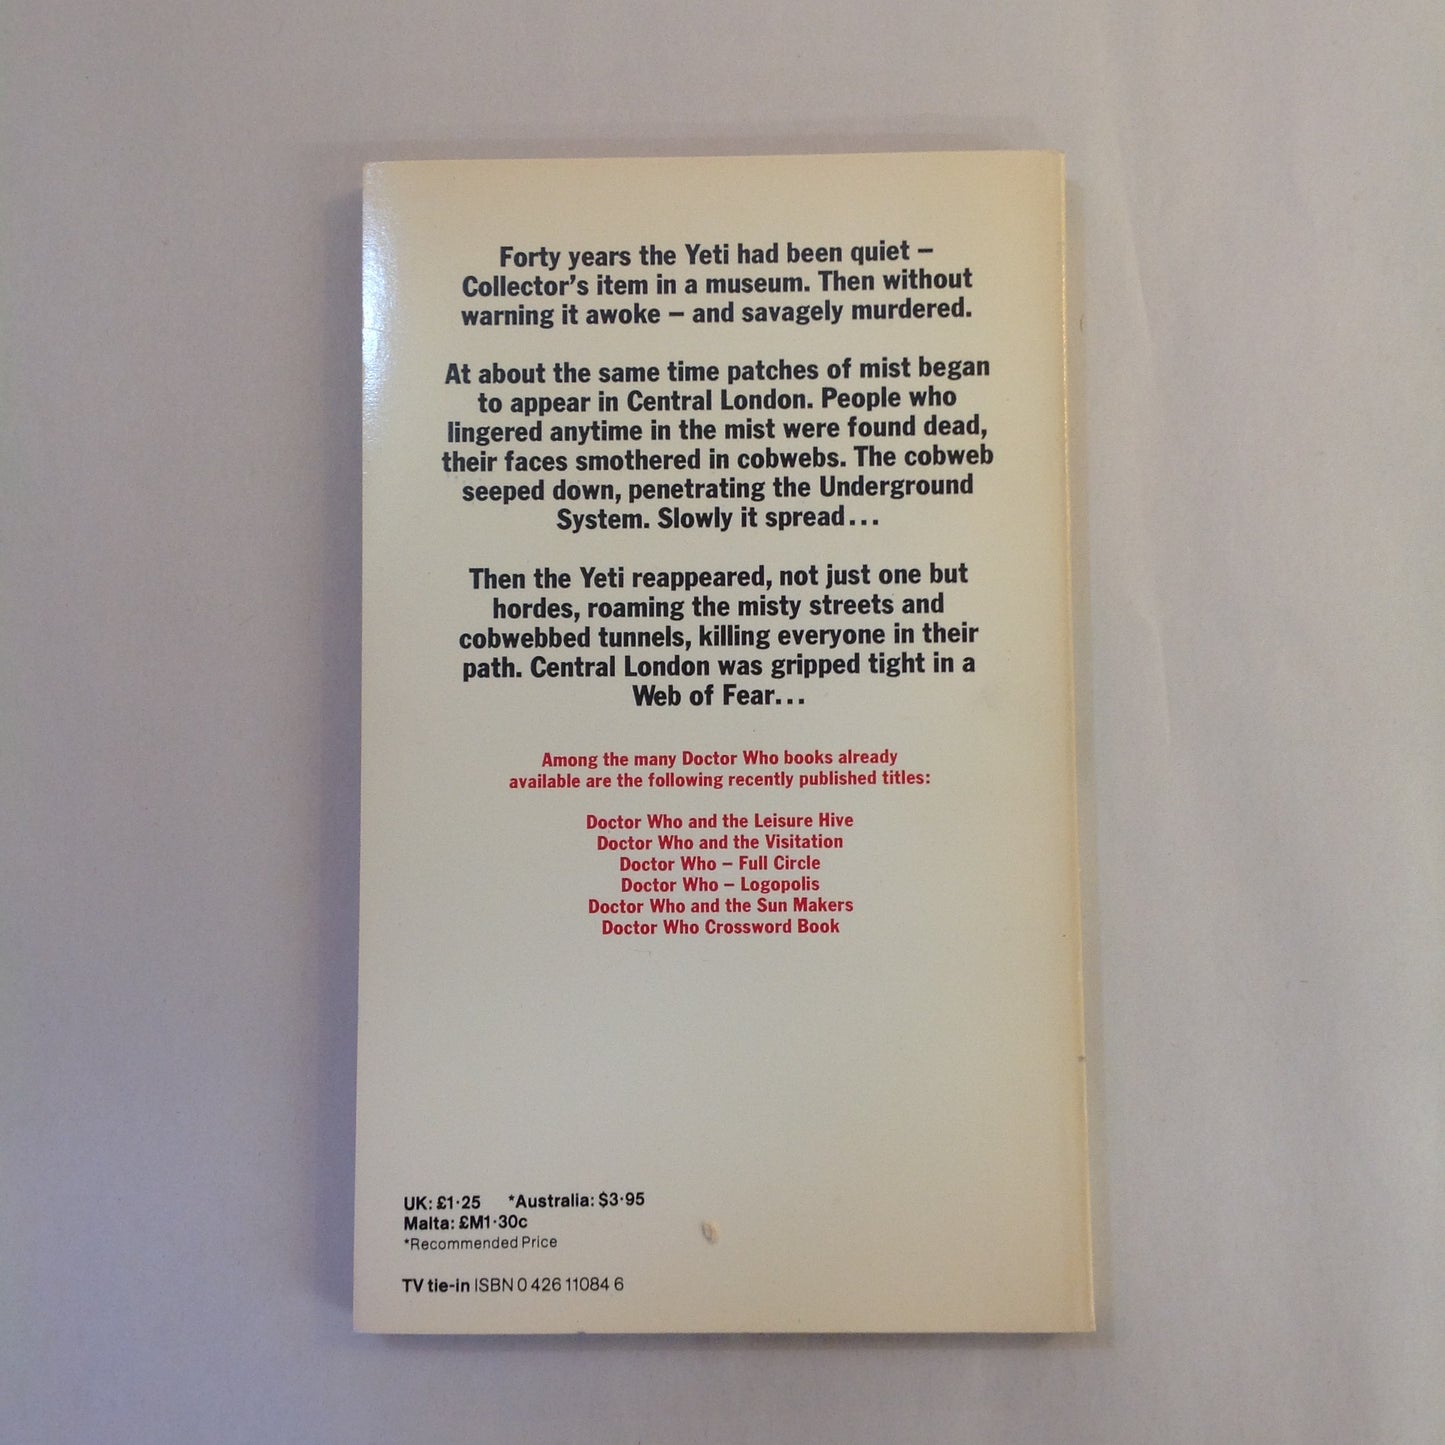 Forty years the Yeti had been quiet –
Collector's item in a museum. Then without
warning it awoke – and savagely murdered.
At about the same time patches of mist began
to appear in Central London. People who
lingered anytime in the mist were found dead,
their faces smothered in cobwebs. The cobweb
seeped down, penetrating the Underground
System. Slowly it spread...
Then the Yeti reappeared, not just one but
hordes, roaming the misty streets and
cobwebbed tunnels, killing everyone in their
path. Central London was gripped tight in a
Web of Fear...
Among the many Doctor Who books already
available are the following recently published titles:
Doctor Who and the Leisure Hive
Doctor Who and the Visitation
Doctor Who – Full Circle
Doctor Who – Logopolis
Doctor Who and the Sun Makers
Doctor Who Crossword Book
UK: £1·25 *Australia: $3·95
Malta: £M1·30c
*Recommended Price
TV tie-in ISBN 0 426 11084 6